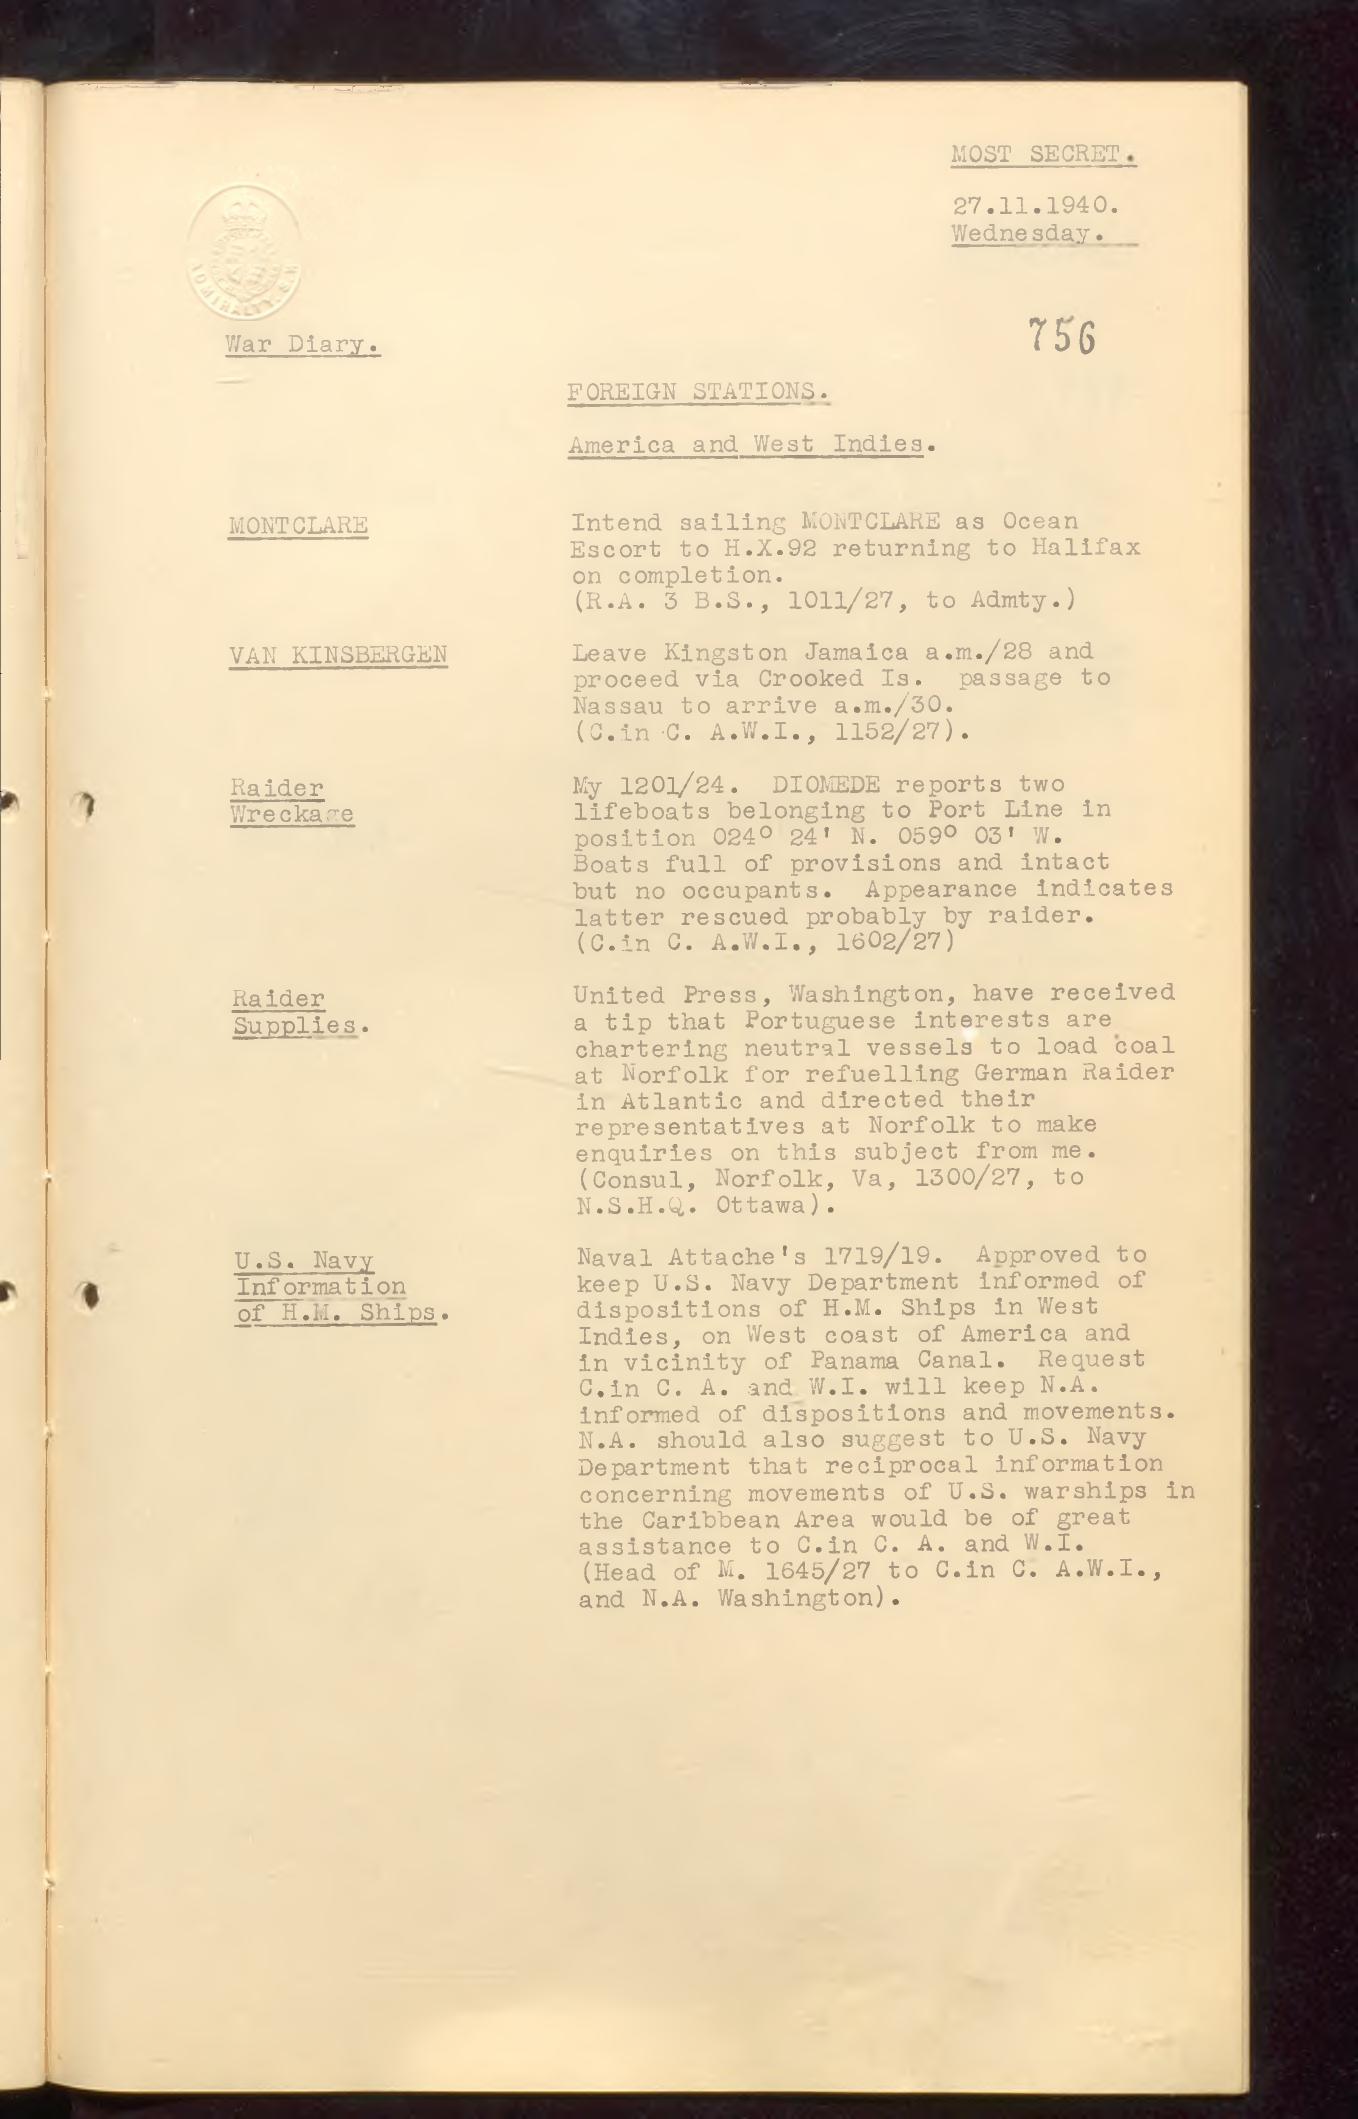 MOST SECRET.
27.11.1940.
Wednesday.
ADMIRALTY. S.W
756
War Diary.
FOREIGN STATIONS.
America and West Indies.
MONTCLARE
Intend sailing MONTCLARE as Ocean
Escort to H.X.92 returning to Halifax
on completion.
(R.A. 3 B.S., 1011/27, to Admty.)
VAN KINSBERGEN
Leave Kingston Jamaica a.m./28 and
proceed via Crooked Is. passage to
Nassau to arrive a.m./30.
(C.in C. A.W.I., 1152/27).
Raider
Wreckage
My 1201/24. DIOMEDE reports two
lifeboats belonging to Port Line in
position 024° 24' N. 059° 03' W.
Boats full of provisions and intact
but no occupants. Appearance indicates
latter rescued probably by raider.
(C.in C. A.W.I., 1602/27)
Raider
Supplies.
United Press, Washington, have received
a tip that Portuguese interests are
chartering neutral vessels to load coal
at Norfolk for refuelling German Raider
in Atlantic and directed their
representatives at Norfolk to make
enquiries on this subject from me.
(Consul, Norfolk, Va, 1300/27, to
N.S.H.Q. Ottawa).
U.S. Navy
Information
of H.M. Ships.
Naval Attache's 1719/19. Approved to
keep U.S. Navy Department informed of
dispositions of H.M. Ships in West
Indies, on West coast of America and
in vicinity of Panama Canal. Request
C.in C. A. and W.I. will keep N.A.
informed of dispositions and movements.
N.A. should also suggest to U.S. Navy
Department that reciprocal information
concerning movements of U.S. warships in
the Caribbean Area would be of great
assistance to C.in C. A. and W.I.
(Head of M. 1645/27 to C.in C. A.W.I.,
and N.A. Washington).